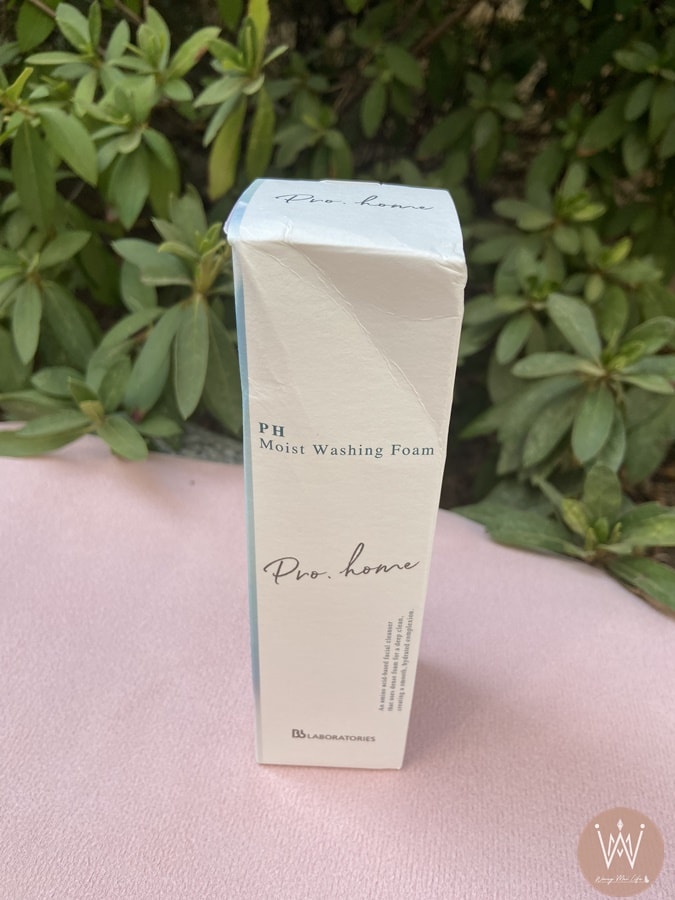 Pro. home
PH
Moist Washing Foam
Pro. home
An amino acid-based facial cleanser
that uses dense foam for a deep clean,
creating a smooth, hydrated complexion.
Bb LABORATORIES